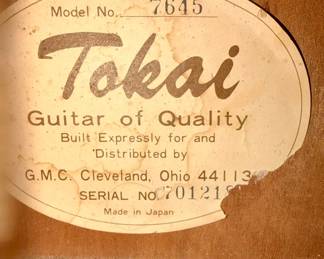 Model No. 7645
Tokai
Guitar of Quality
Built Expressly for and
Distributed by
G.M.C. Cleveland, Ohio 44113
SERIAL NO.
Made in Japan